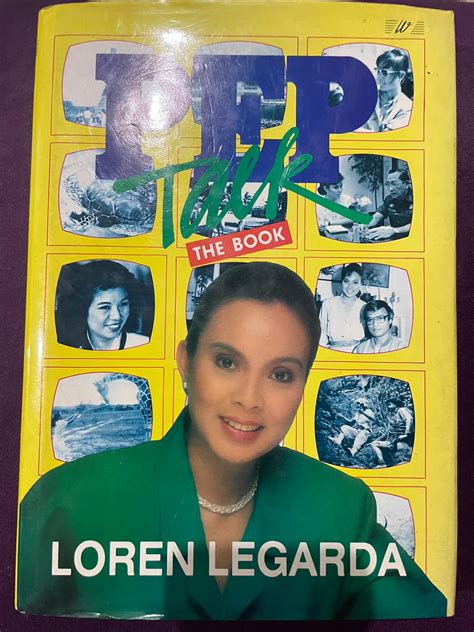 W
PEP
Talk
THE BOOK
LOREN LEGARDA